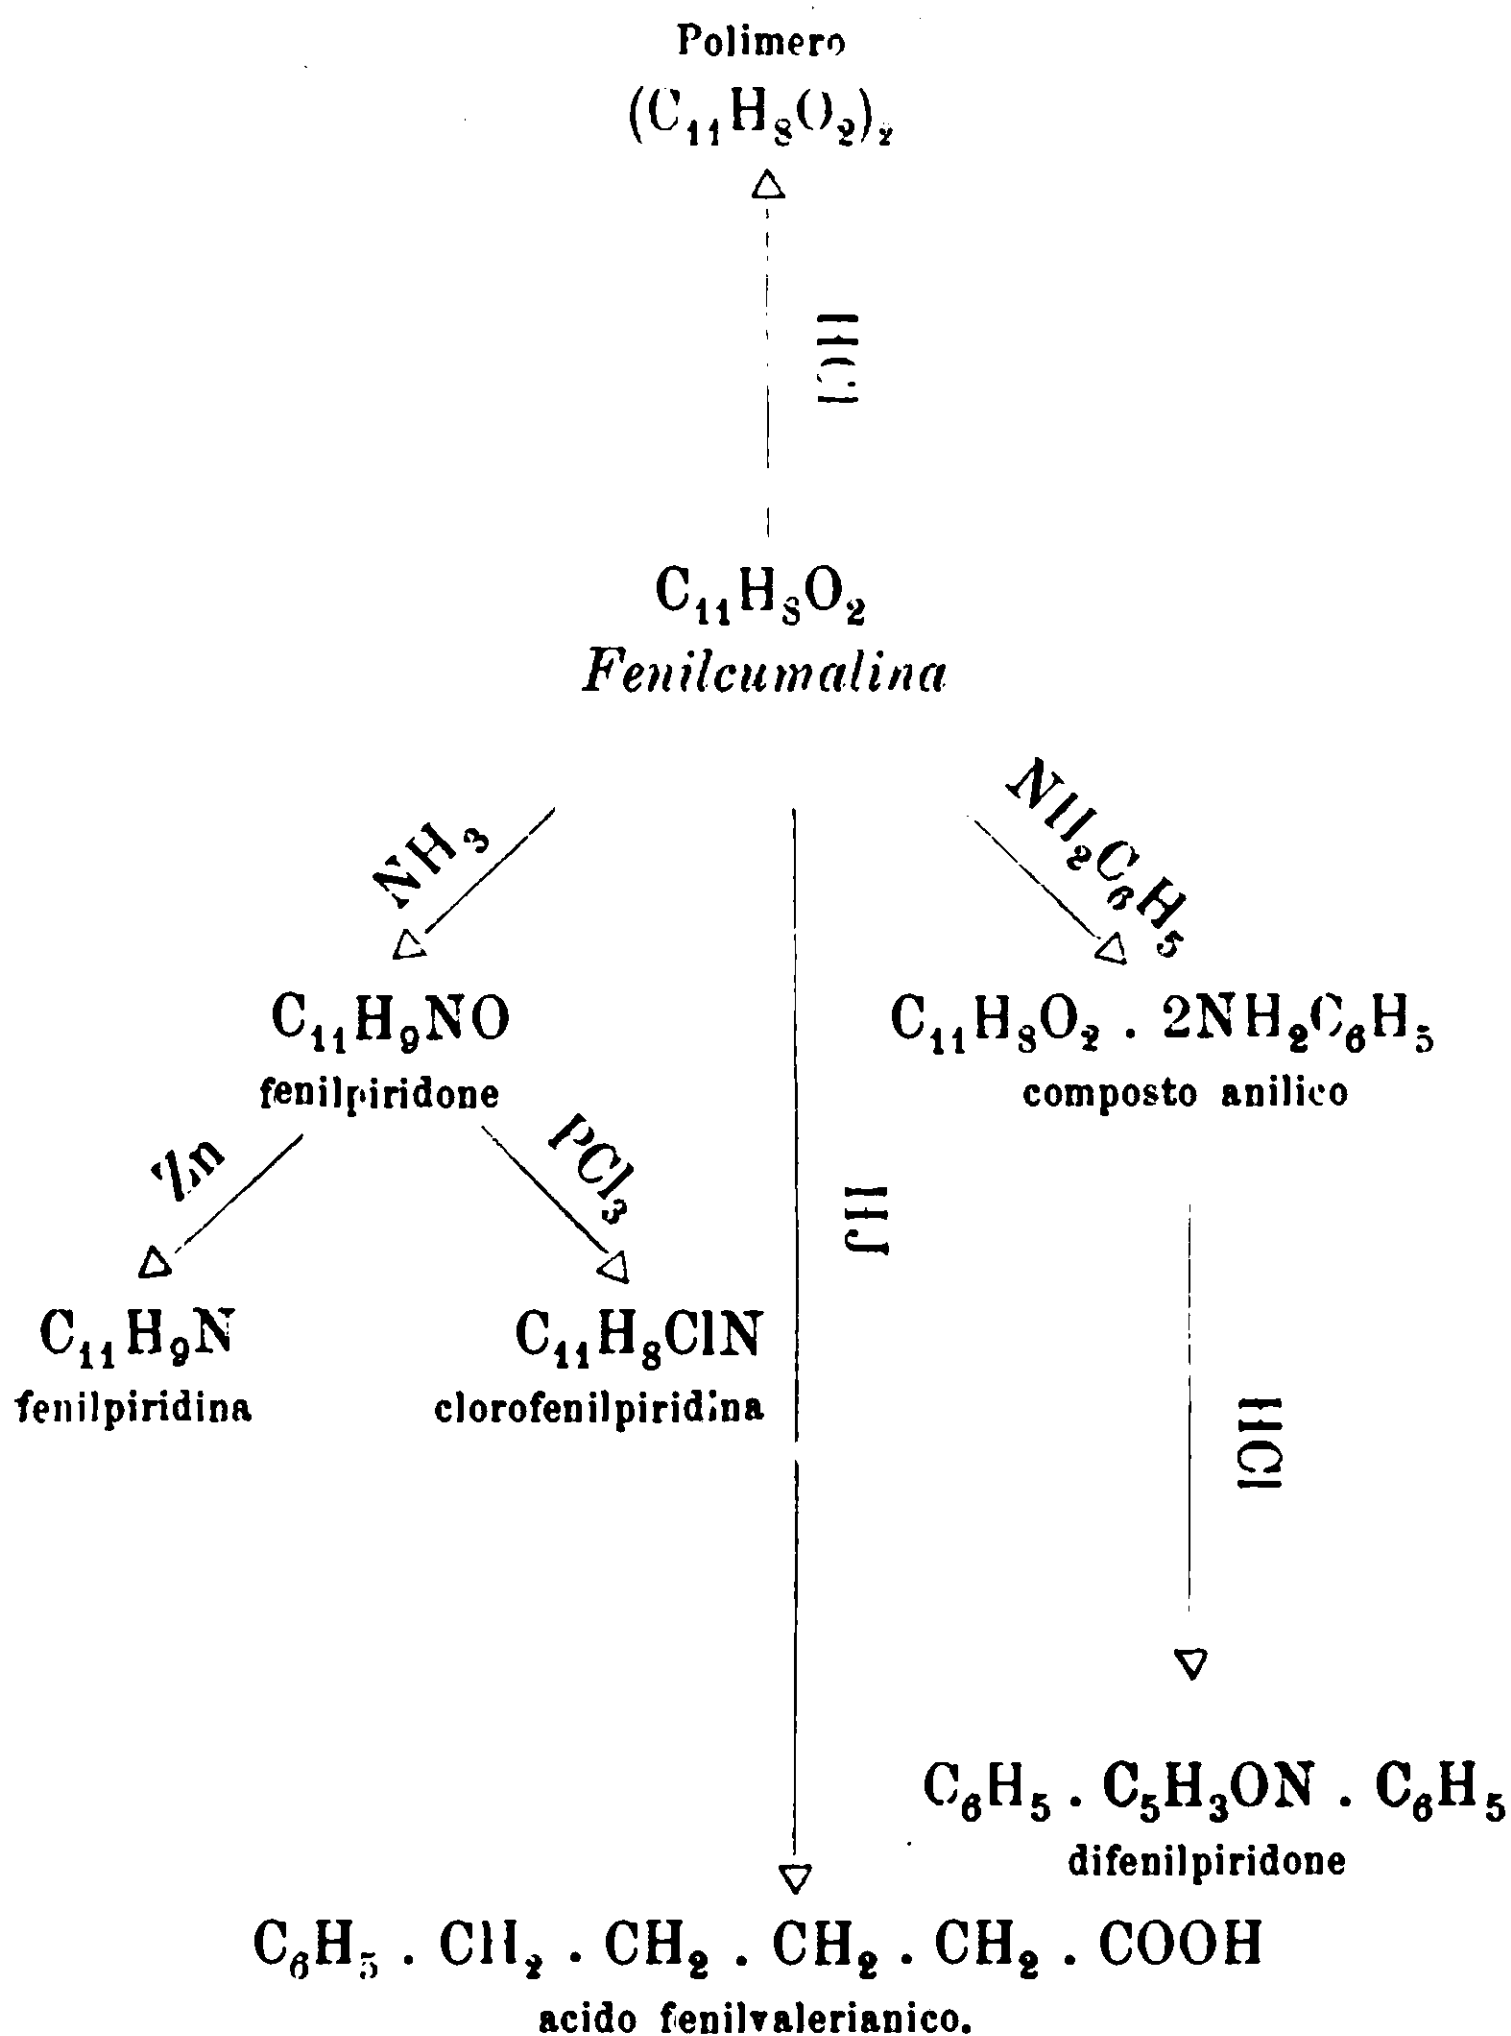 Polimero
(C₁₁H₈O₂)₂
HCl
C₁₁H₈O₂
Fenilcumalina
NH₃
NH₂C₆H₅
C₁₁H₉NO
fenilpiridone
C₁₁H₈O₂ . 2NH₂C₆H₅
composto anilico
Zn
PCl₃
HJ
C₁₁H₉N
fenilpiridina
C₁₁H₈ClN
clorofenilpiridina
HCl
C₆H₅ . C₅H₃ON . C₆H₅
difenilpiridone
C₆H₅ . CH₂ . CH₂ . CH₂ . CH₂ . COOH
acido fenilvalerianico.